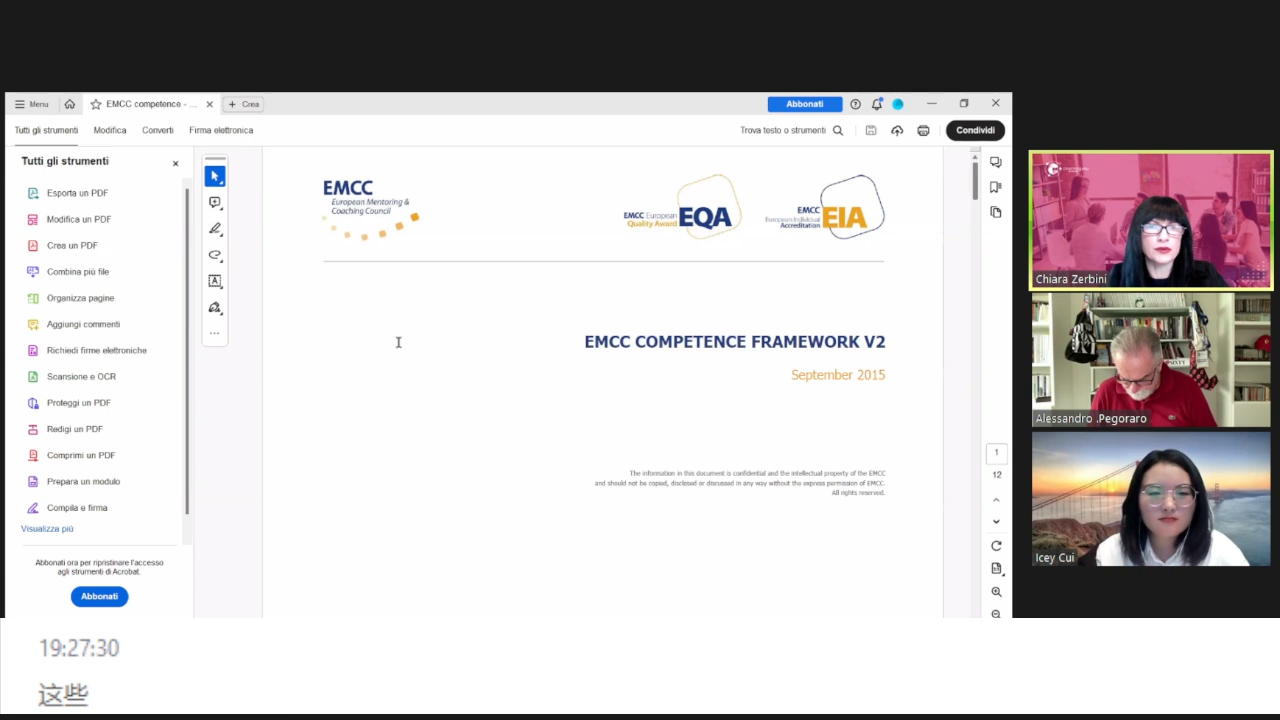 Menu
EMCC competence - ...
Crea
Abbonati
Tutti gli strumenti
Modifica
Converti
Firma elettronica
Trova testo o strumenti
Condividi
Tutti gli strumenti
Esporta un PDF
Modifica un PDF
Crea un PDF
Combina più file
Organizza pagine
Aggiungi commenti
Richiedi firme elettroniche
Scansione e OCR
Proteggi un PDF
Redigi un PDF
Comprimi un PDF
Prepara un modulo
Compila e firma
Visualizza più
Abbonati ora per ripristinare l'accesso
agli strumenti di Acrobat.
Abbonati
EMCC
European Mentoring &
Coaching Council
EMCC European
Quality Award
EQA
EMCC
European Individual
Accreditation
EIA
EMCC COMPETENCE FRAMEWORK V2
September 2015
The information in this document is confidential and the intellectual property of the EMCC
and should not be copied, disclosed or discussed in any way without the express permission of EMCC.
All rights reserved.
1
12
Chiara Zerbini
Alessandro .Pegoraro
Icey Cui
19:27:30
这些